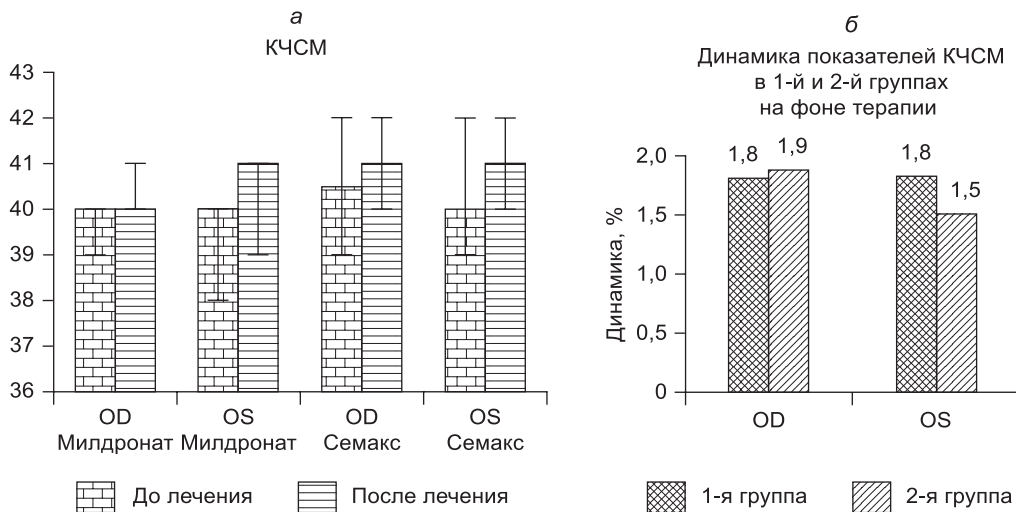 а
КЧСМ
43
42
41
40
39
38
37
36
OD
Милдронат
OS
Милдронат
OD
Семакс
OS
Семакс
До лечения
После лечения
б
Динамика показателей КЧСМ
в 1-й и 2-й группах
на фоне терапии
Динамика, %
2,0
1,5
1,0
0,5
0
1,8
1,9
1,8
1,5
OD
OS
1-я группа
2-я группа